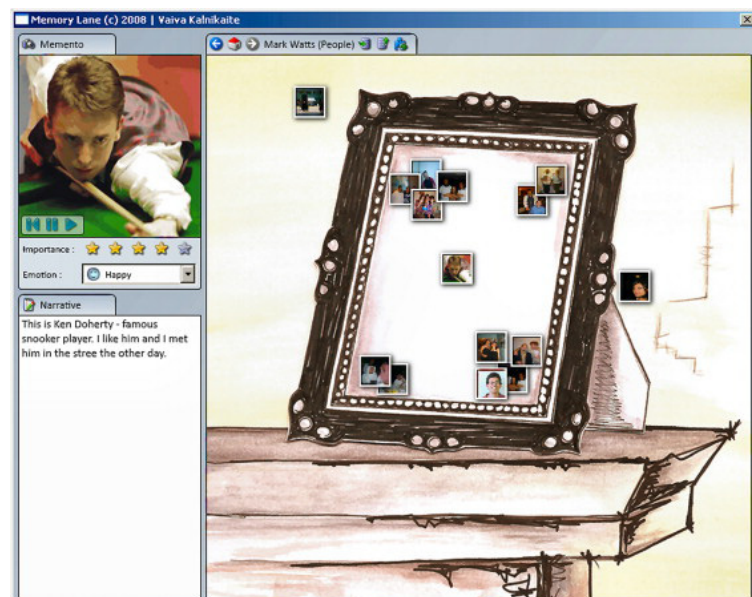 Memory Lane (c) 2008 | Vaiva Kalnikaite
Memento
Mark Watts (People)
Importance :
Emotion :
Happy
Narrative
This is Ken Doherty - famous
snooker player. I like him and I met
him in the stree the other day.